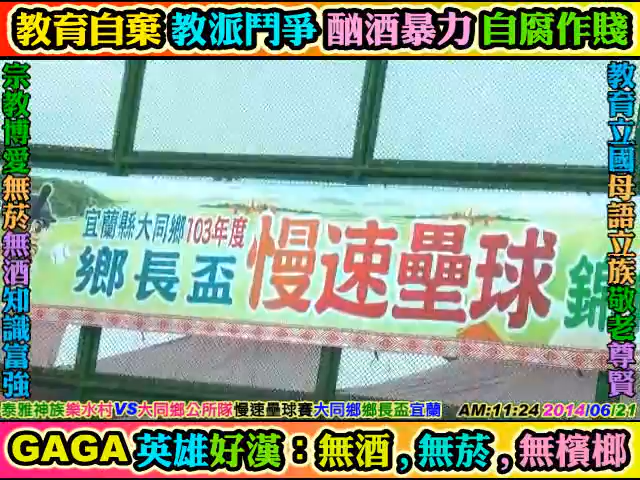 教育自棄 教派鬥爭 酗酒暴力 自腐作賤
宗教博愛無菸無酒知識富強
教育立國母語立族敬老尊賢
宜蘭縣大同鄉103年度
鄉長盃慢速壘球錦
泰雅神族樂水村VS大同鄉公所隊慢速壘球賽大同鄉鄉長盃宜蘭 AM:11:24 2014/06/21
GAGA 英雄好漢：無酒 , 無菸 , 無檳榔